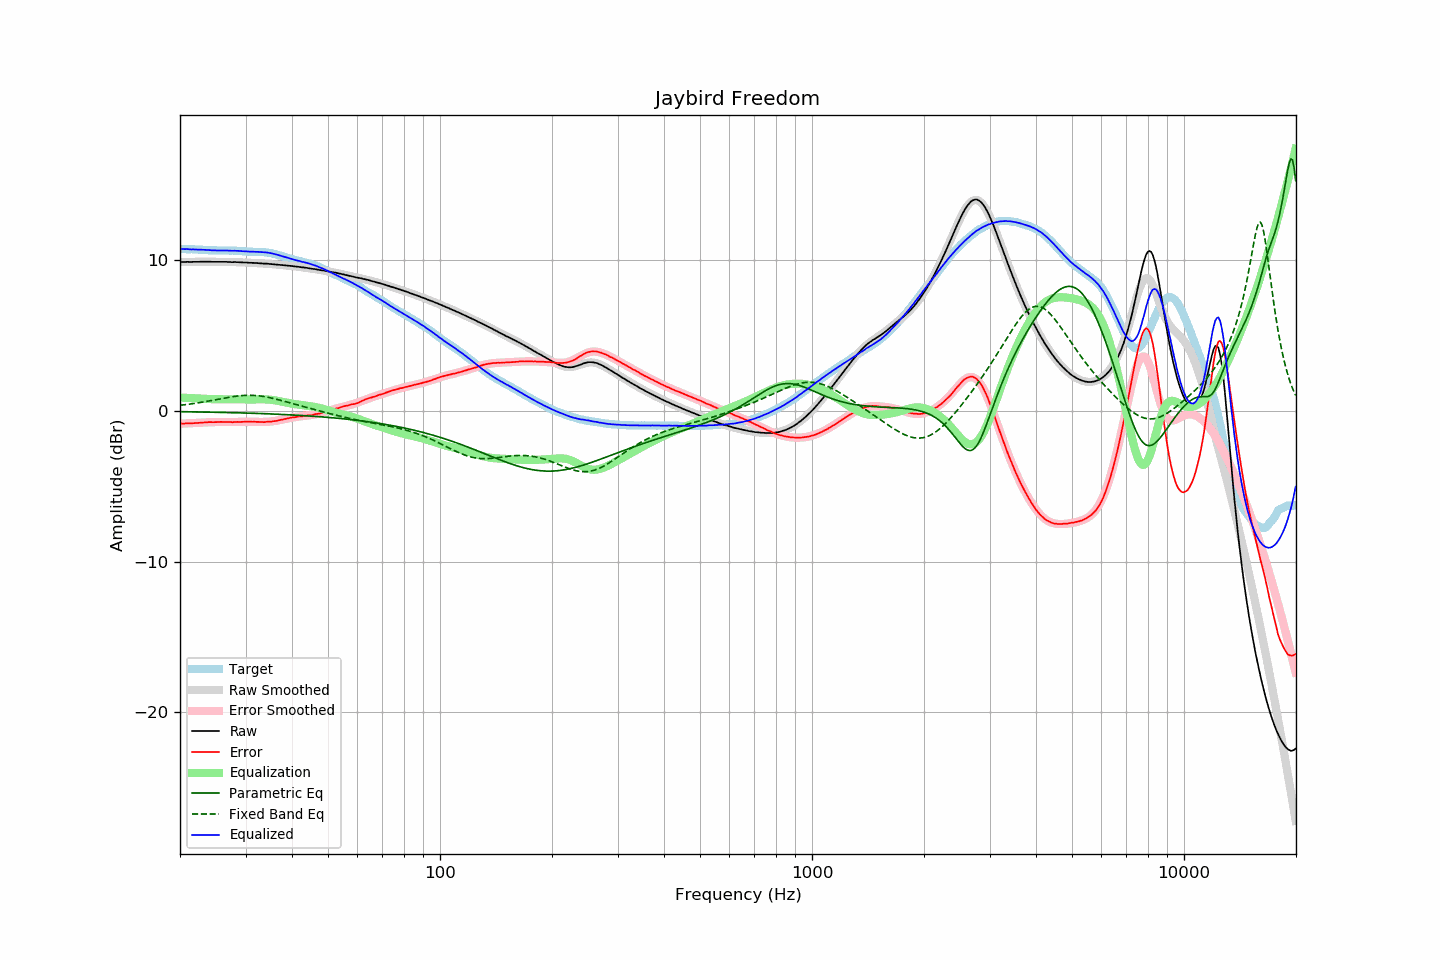 Jaybird Freedom
Amplitude (dBr)
10
0
−10
−20
Target
Raw Smoothed
Error Smoothed
Raw
Error
Equalization
Parametric Eq
Fixed Band Eq
Equalized
100
1000
10000
Frequency (Hz)